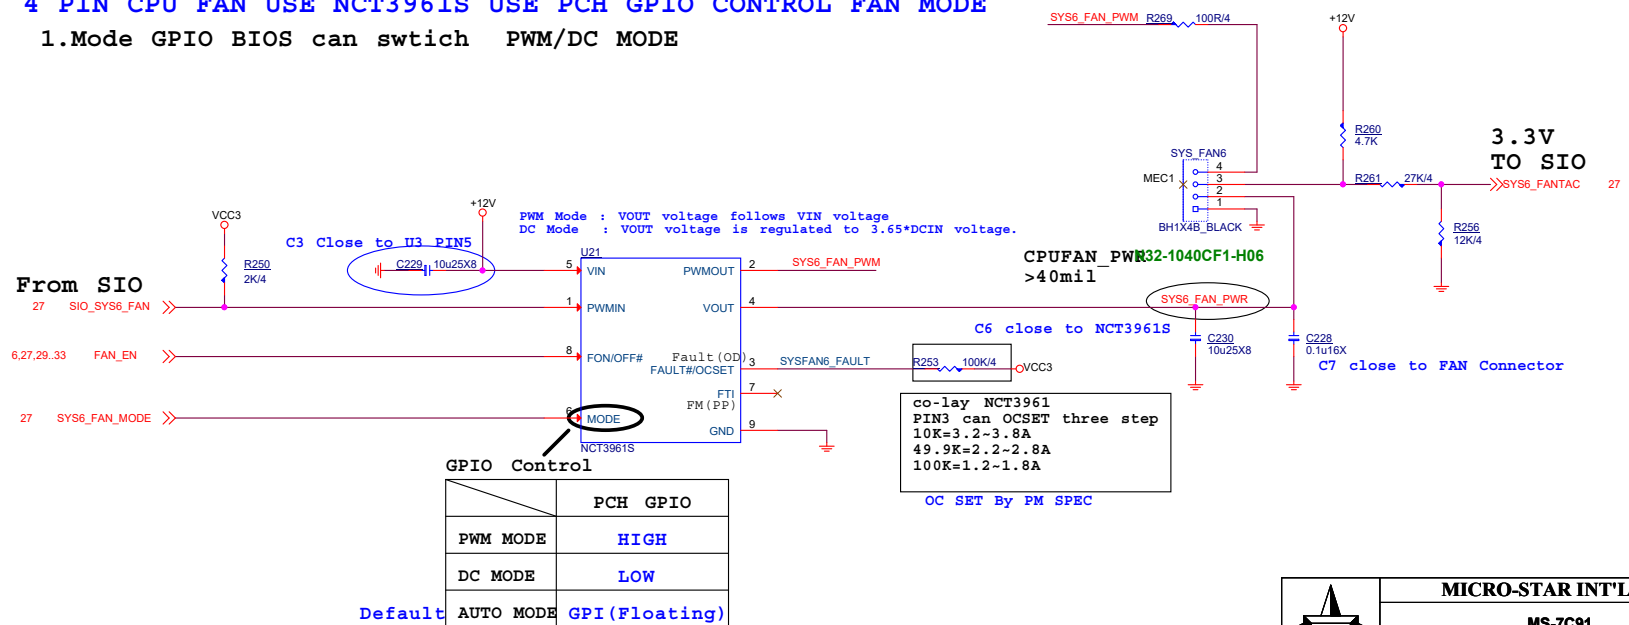 4 PIN CPU FAN USE NCT3961S USE PCH GPIO CONTROL FAN MODE
1.Mode GPIO BIOS can swtich PWM/DC MODE
SYS6_FAN_PWM R269 100R/4
+12V
R260
4.7K
3.3V
TO SIO
SYS_FAN6
MEC1
4
3
2
1
R261 27K/4
SYS6_FANTAC 27
BH1X4B_BLACK
R256
12K/4
N32-1040CF1-H06
CPUFAN_PWR
>40mil
VCC3
+12V
PWM Mode : VOUT voltage follows VIN voltage
DC Mode : VOUT voltage is regulated to 3.65*DCIN voltage.
C3 Close to U3 PIN5
R250
2K/4
C229 10u25X8
U21
5 VIN
PWMOUT 2 SYS6_FAN_PWM
From SIO
27 SIO_SYS6_FAN
1 PWMIN
VOUT 4
SYS6_FAN_PWR
C6 close to NCT3961S
C230
10u25X8
C228
0.1u16X
C7 close to FAN Connector
6,27,29..33 FAN_EN
8 FON/OFF#
Fault(OD)
FAULT#/OCSET 3 SYSFAN6_FAULT
R253 100K/4
VCC3
FTI 7
FM(PP)
27 SYS6_FAN_MODE
6 MODE
GND 9
NCT3961S
co-lay NCT3961
PIN3 can OCSET three step
10K=3.2~3.8A
49.9K=2.2~2.8A
100K=1.2~1.8A
OC SET By PM SPEC
GPIO Control
PCH GPIO
PWM MODE HIGH
DC MODE LOW
Default AUTO MODE GPI(Floating)
MICRO-STAR INT'L
MS-7C91